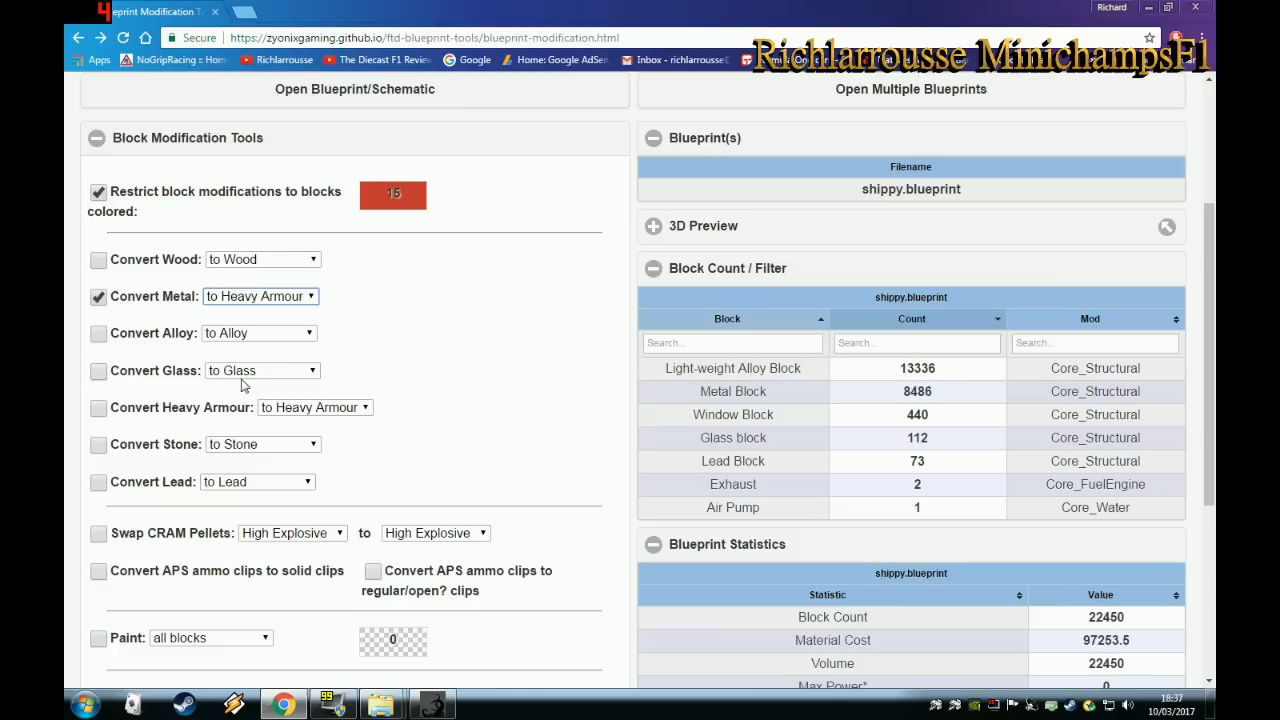 4
eprint Modification T
Richard
Secure
https://zyonixgaming.github.io/ftd-blueprint-tools/blueprint-modification.html
Apps
NoGripRacing :: Home
Richlarrousse
The Diecast F1 Review
Google
Home: Google AdSen
Inbox - richlarrousse
Richlarrousse MinichampsF1
Open Blueprint/Schematic
Open Multiple Blueprints
Block Modification Tools
Restrict block modifications to blocks
colored:
15
Convert Wood: to Wood
Convert Metal: to Heavy Armour
Convert Alloy: to Alloy
Convert Glass: to Glass
Convert Heavy Armour: to Heavy Armour
Convert Stone: to Stone
Convert Lead: to Lead
Swap CRAM Pellets: High Explosive to High Explosive
Convert APS ammo clips to solid clips
Convert APS ammo clips to
regular/open? clips
Paint: all blocks
0
Blueprint(s)
Filename
shippy.blueprint
3D Preview
Block Count / Filter
shippy.blueprint
Block Count Mod
Search... Search... Search...
Light-weight Alloy Block 13336 Core_Structural
Metal Block 8486 Core_Structural
Window Block 440 Core_Structural
Glass block 112 Core_Structural
Lead Block 73 Core_Structural
Exhaust 2 Core_FuelEngine
Air Pump 1 Core_Water
Blueprint Statistics
shippy.blueprint
Statistic Value
Block Count 22450
Material Cost 97253.5
Volume 22450
Max Power* 0
99
18:37
10/03/2017